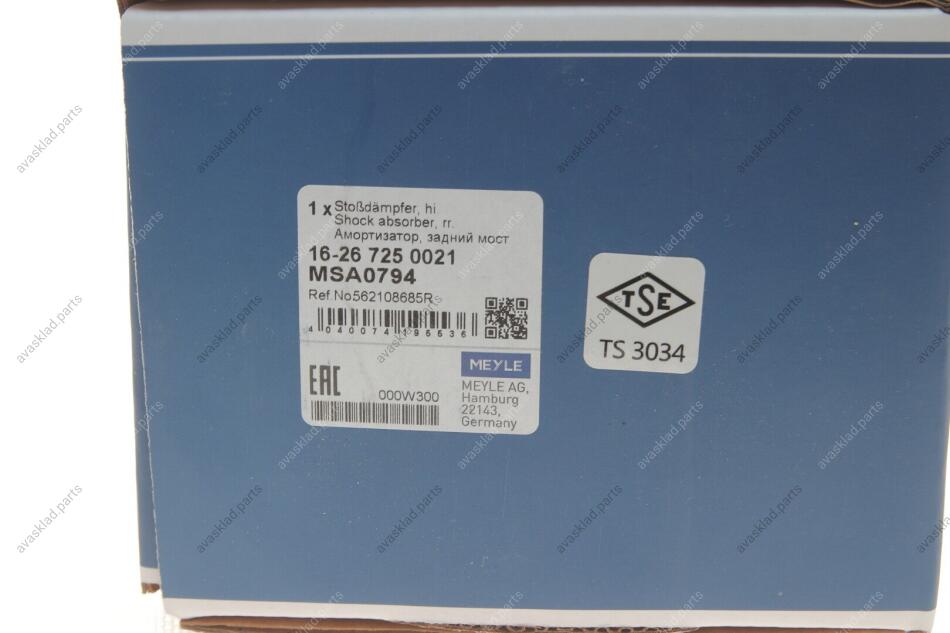 1 x Stoßdämpfer, hi
Shock absorber, rr.
Амортизатор, задний мост
16-26 725 0021
MSA0794
Ref.No562108685R
4 040074 195536
EAC
000W300
MEYLE
MEYLE AG,
Hamburg
22143,
Germany
TSE
TS 3034
avasklad.parts